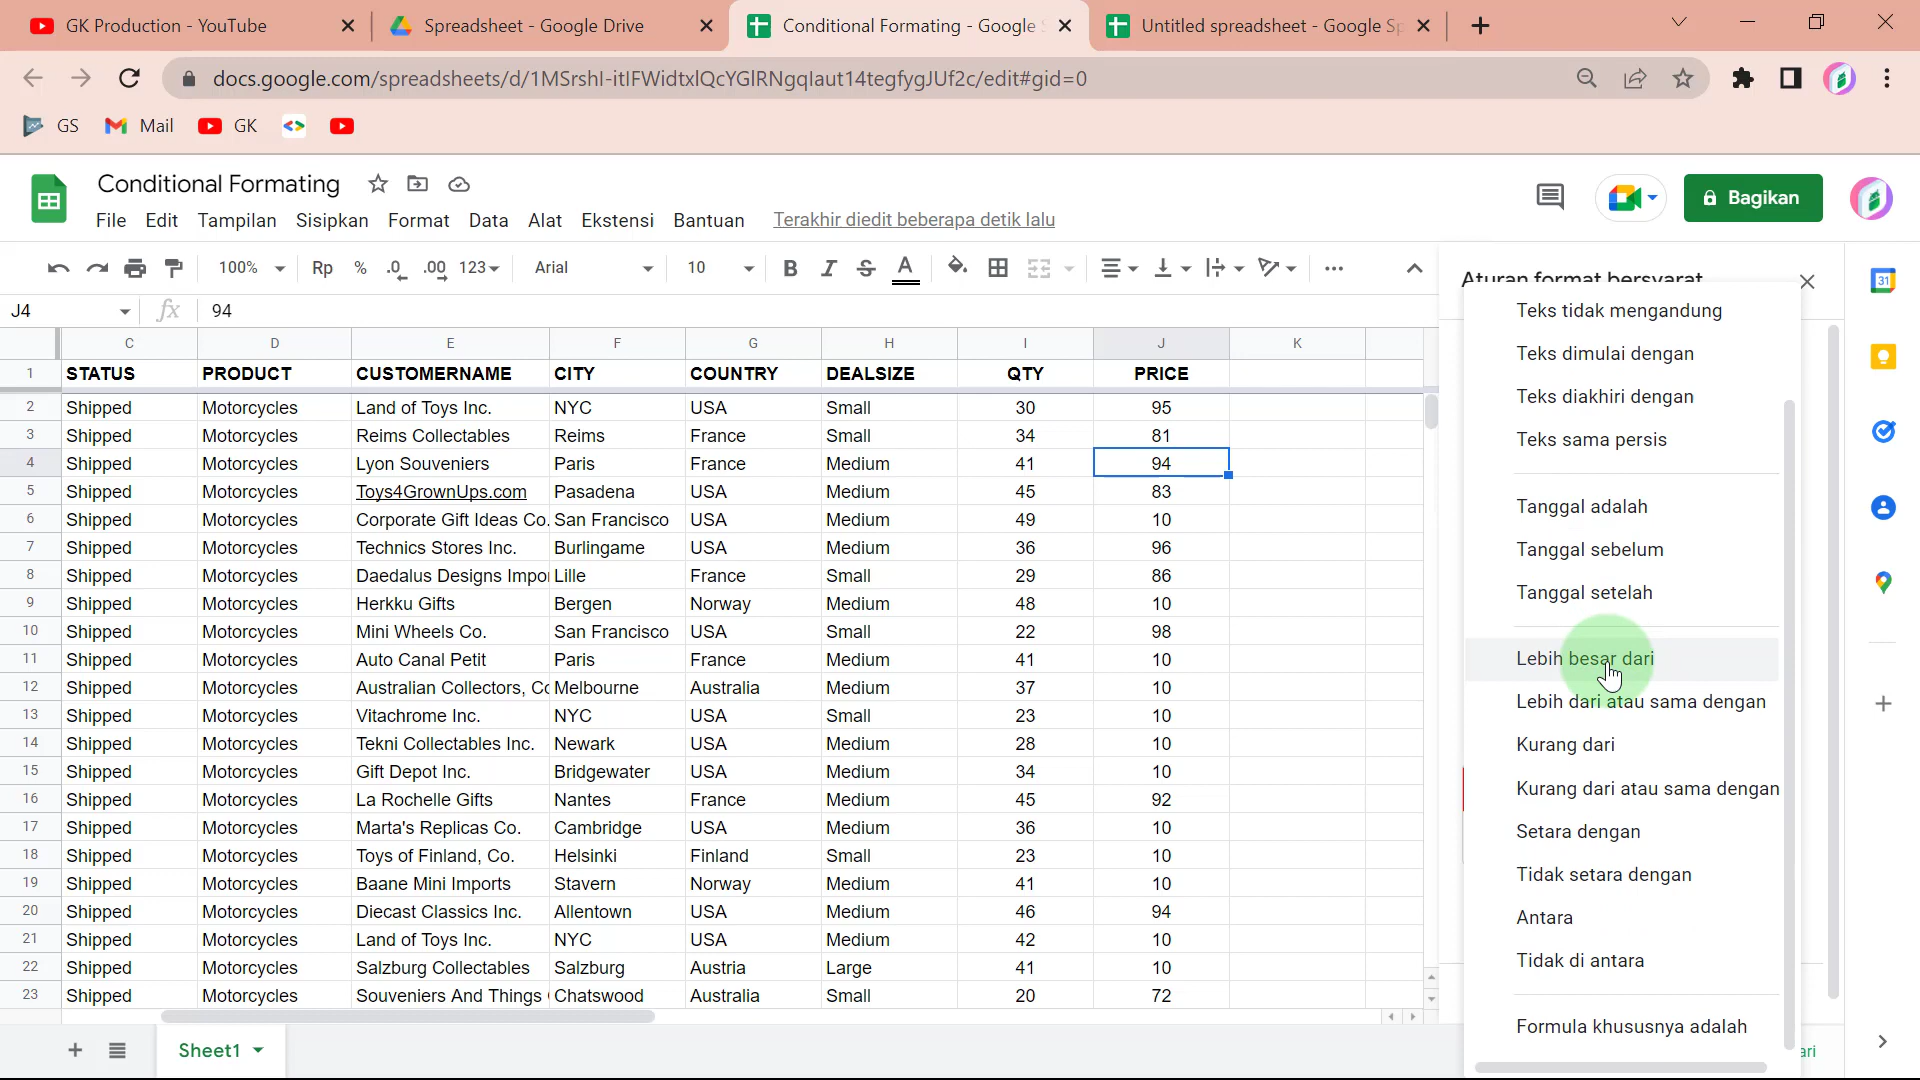 GK Production - YouTube
Spreadsheet - Google Drive
Conditional Formating - Google S
Untitled spreadsheet - Google Sp
docs.google.com/spreadsheets/d/1MSrshI-itIFWidtxlQcYGlRNgqIaut14tegfygJUf2c/edit#gid=0
GS Mail GK
Conditional Formating
File Edit Tampilan Sisipkan Format Data Alat Ekstensi Bantuan Terakhir diedit beberapa detik lalu
Bagikan
100% Rp % .0 .00 123 Arial 10 B I S A
Aturan format bersyarat
J4 fx 94
C D E F G H I J K
1 STATUS PRODUCT CUSTOMERNAME CITY COUNTRY DEALSIZE QTY PRICE
2 Shipped Motorcycles Land of Toys Inc. NYC USA Small 30 95
3 Shipped Motorcycles Reims Collectables Reims France Small 34 81
4 Shipped Motorcycles Lyon Souveniers Paris France Medium 41 94
5 Shipped Motorcycles Toys4GrownUps.com Pasadena USA Medium 45 83
6 Shipped Motorcycles Corporate Gift Ideas Co. San Francisco USA Medium 49 10
7 Shipped Motorcycles Technics Stores Inc. Burlingame USA Medium 36 96
8 Shipped Motorcycles Daedalus Designs Impo Lille France Small 29 86
9 Shipped Motorcycles Herkku Gifts Bergen Norway Medium 48 10
10 Shipped Motorcycles Mini Wheels Co. San Francisco USA Small 22 98
11 Shipped Motorcycles Auto Canal Petit Paris France Medium 41 10
12 Shipped Motorcycles Australian Collectors, Co Melbourne Australia Medium 37 10
13 Shipped Motorcycles Vitachrome Inc. NYC USA Small 23 10
14 Shipped Motorcycles Tekni Collectables Inc. Newark USA Medium 28 10
15 Shipped Motorcycles Gift Depot Inc. Bridgewater USA Medium 34 10
16 Shipped Motorcycles La Rochelle Gifts Nantes France Medium 45 92
17 Shipped Motorcycles Marta's Replicas Co. Cambridge USA Medium 36 10
18 Shipped Motorcycles Toys of Finland, Co. Helsinki Finland Small 23 10
19 Shipped Motorcycles Baane Mini Imports Stavern Norway Medium 41 10
20 Shipped Motorcycles Diecast Classics Inc. Allentown USA Medium 46 94
21 Shipped Motorcycles Land of Toys Inc. NYC USA Medium 42 10
22 Shipped Motorcycles Salzburg Collectables Salzburg Austria Large 41 10
23 Shipped Motorcycles Souveniers And Things Chatswood Australia Small 20 72
Teks tidak mengandung
Teks dimulai dengan
Teks diakhiri dengan
Teks sama persis
Tanggal adalah
Tanggal sebelum
Tanggal setelah
Lebih besar dari
Lebih dari atau sama dengan
Kurang dari
Kurang dari atau sama dengan
Setara dengan
Tidak setara dengan
Antara
Tidak di antara
Formula khususnya adalah
ari
31
Sheet1